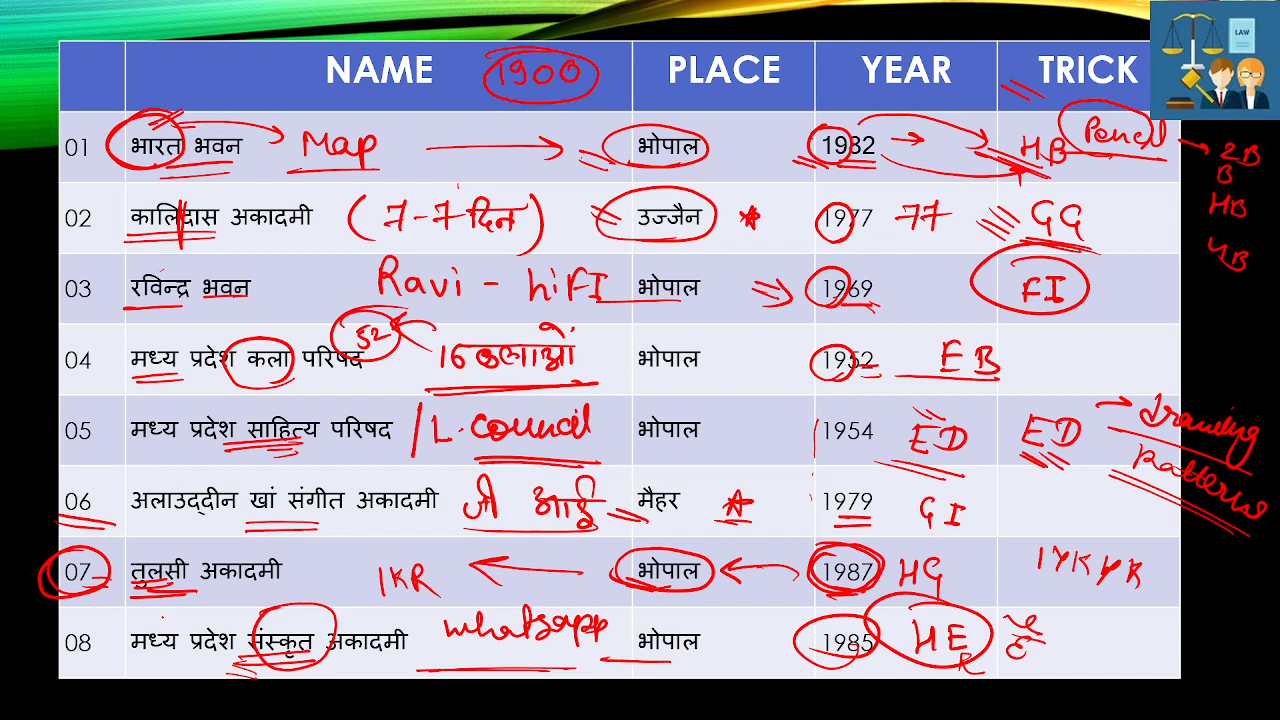 NAME 1900 PLACE YEAR TRICK
LAW
01 भारत भवन Map भोपाल 1982 HB Pencil 2B
B
02 कालिदास अकादमी (7-7 दिन) उज्जैन 1977 77 GG HB
4B
03 रविन्द्र भवन Ravi - hiFI भोपाल 1969 FI
52
04 मध्य प्रदेश कला परिषद 16 कलाओं भोपाल 1952 EB
05 मध्य प्रदेश साहित्य परिषद L. Council भोपाल 1954 ED ED Drawing
Patterns
06 अलाउद्दीन खां संगीत अकादमी जी आई मैहर 1979 GI
07 तुलसी अकादमी 1KR भोपाल 1987 HG
08 मध्य प्रदेश संस्कृत अकादमी whatsapp भोपाल 1985 HE
R